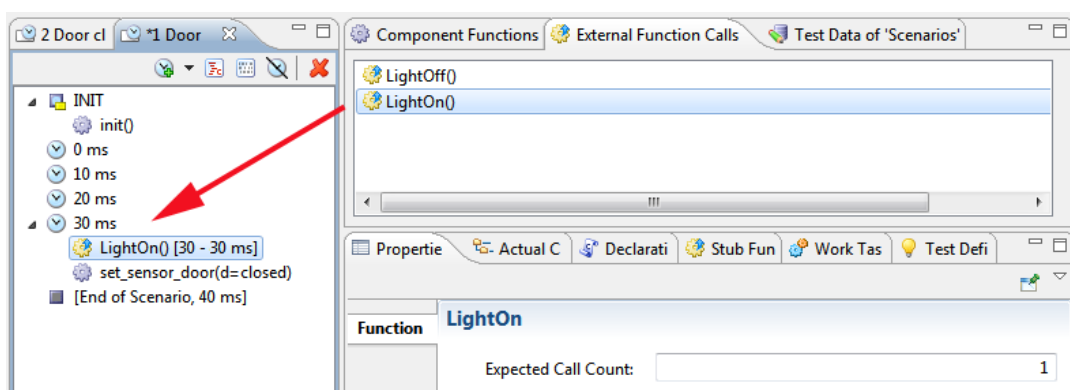 2 Door cl
*1 Door
INIT
init()
0 ms
10 ms
20 ms
30 ms
LightOn() [30 - 30 ms]
set_sensor_door(d=closed)
[End of Scenario, 40 ms]
Component Functions
External Function Calls
Test Data of 'Scenarios'
LightOff()
LightOn()
Propertie
Actual C
Declarati
Stub Fun
Work Tas
Test Defi
Function
LightOn
Expected Call Count:
1